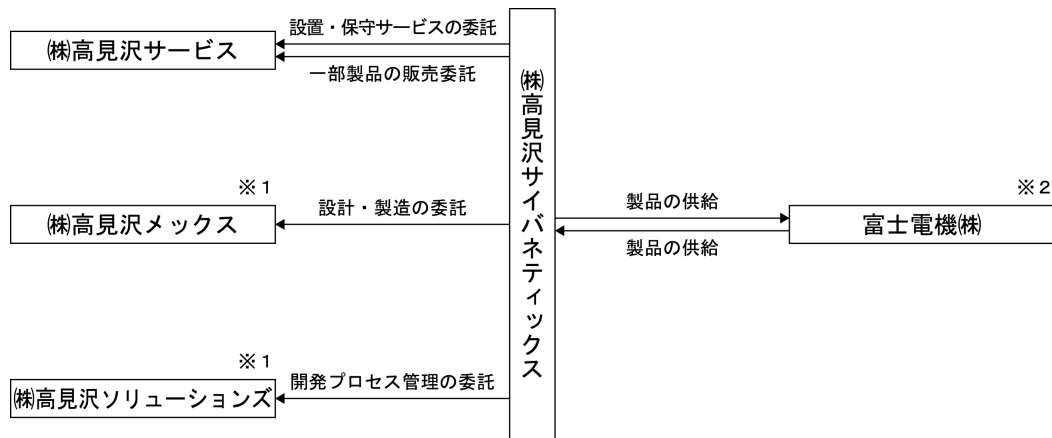 設置・保守サービスの委託
㈱高見沢サービス
一部製品の販売委託
※1
㈱高見沢メックス
設計・製造の委託
※1
㈱高見沢ソリューションズ
開発プロセス管理の委託
㈱高見沢サイバネティックス
製品の供給
製品の供給
※2
富士電機㈱